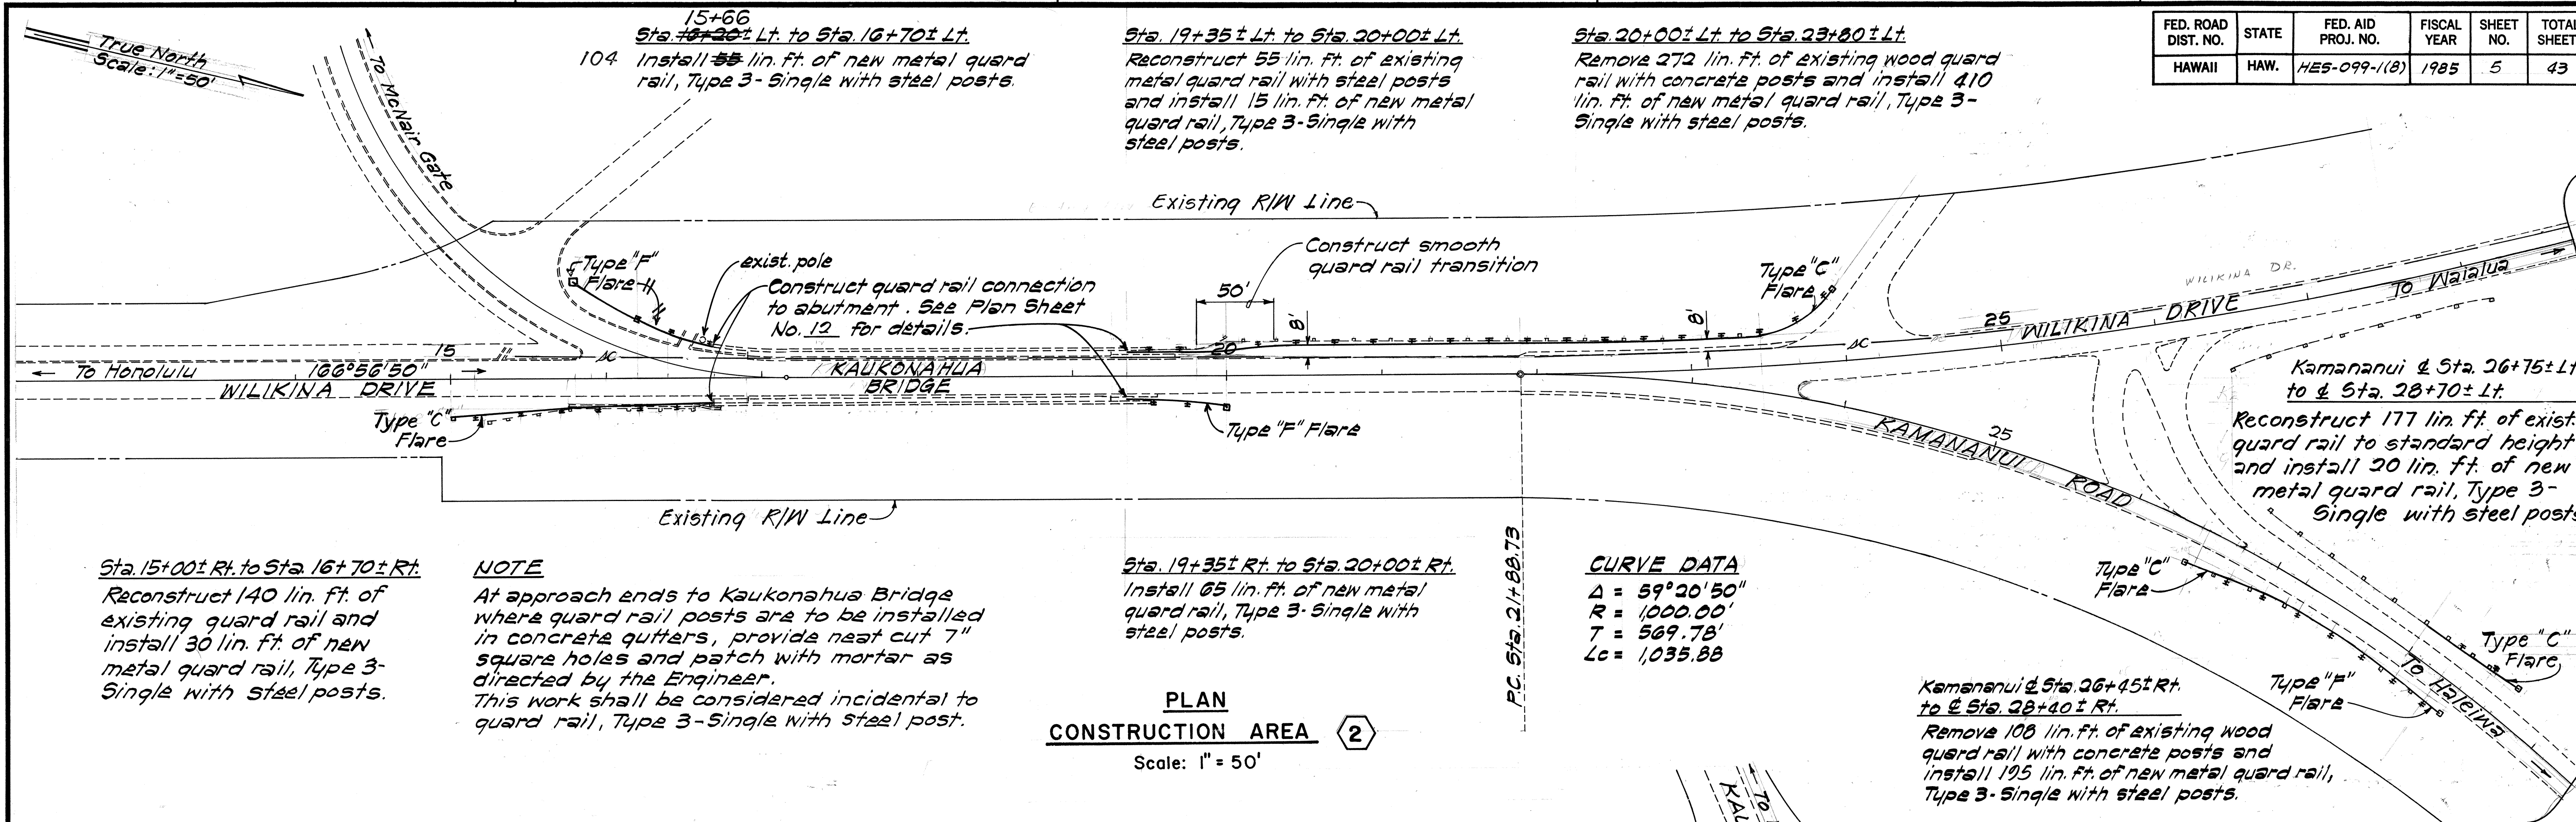 True North
Scale: 1"=50'
To McNair Gate
15+66
Sta. 16+20± Lt. to Sta. 16+70± Lt.
104 Install 55 lin. ft. of new metal guard
rail, Type 3-Single with steel posts.
Sta. 19+35± Lt. to Sta. 20+00± Lt.
Reconstruct 55 lin. ft. of existing
metal guard rail with steel posts
and install 15 lin. ft. of new metal
guard rail, Type 3-Single with
steel posts.
Sta. 20+00± Lt. to Sta. 23+80± Lt.
Remove 272 lin. ft. of existing wood guard
rail with concrete posts and install 410
lin. ft. of new metal guard rail, Type 3-
Single with steel posts.
FED. ROAD DIST. NO. STATE FED. AID PROJ. NO. FISCAL YEAR SHEET NO. TOTAL SHEET
HAWAII HAW. HES-099-1(8) 1985 5 43
Existing R/W Line
Type "F"
Flare
exist. pole
Construct guard rail connection
to abutment. See Plan Sheet
No. 12 for details.
Construct smooth
guard rail transition
50'
8'
8'
Type "C"
Flare
WILIKINA DR.
To Waialua
WILIKINA DRIVE
25
15
20
To Honolulu 166°56'50"
WILIKINA DRIVE
KAUKONAHUA
BRIDGE
Type "C"
Flare
Type "F" Flare
KAMANANUI ROAD
25
Kamananui ℄ Sta. 26+75± Lt
to ℄ Sta. 28+70± Lt.
Reconstruct 177 lin. ft. of exist.
guard rail to standard height
and install 20 lin. ft. of new
metal guard rail, Type 3-
Single with steel posts
Existing R/W Line
Sta. 15+00± Rt. to Sta. 16+70± Rt.
Reconstruct 140 lin. ft. of
existing guard rail and
install 30 lin. ft. of new
metal guard rail, Type 3-
Single with steel posts.
NOTE
At approach ends to Kaukonahua Bridge
where guard rail posts are to be installed
in concrete gutters, provide neat cut 7"
square holes and patch with mortar as
directed by the Engineer.
This work shall be considered incidental to
guard rail, Type 3-Single with steel post.
Sta. 19+35± Rt. to Sta. 20+00± Rt.
Install 65 lin. ft. of new metal
guard rail, Type 3-Single with
steel posts.
P.C. Sta. 21+88.73
CURVE DATA
Δ = 59°20'50"
R = 1,000.00'
T = 569.78'
Lc = 1,035.88
Type "C"
Flare
Type "C"
Flare
Type "F"
Flare
To Haleiwa
Kamananui ℄ Sta. 26+45± Rt.
to ℄ Sta. 28+40± Rt.
Remove 108 lin. ft. of existing wood
guard rail with concrete posts and
install 195 lin. ft. of new metal guard rail,
Type 3-Single with steel posts.
PLAN
CONSTRUCTION AREA 2
Scale: 1" = 50'
TO